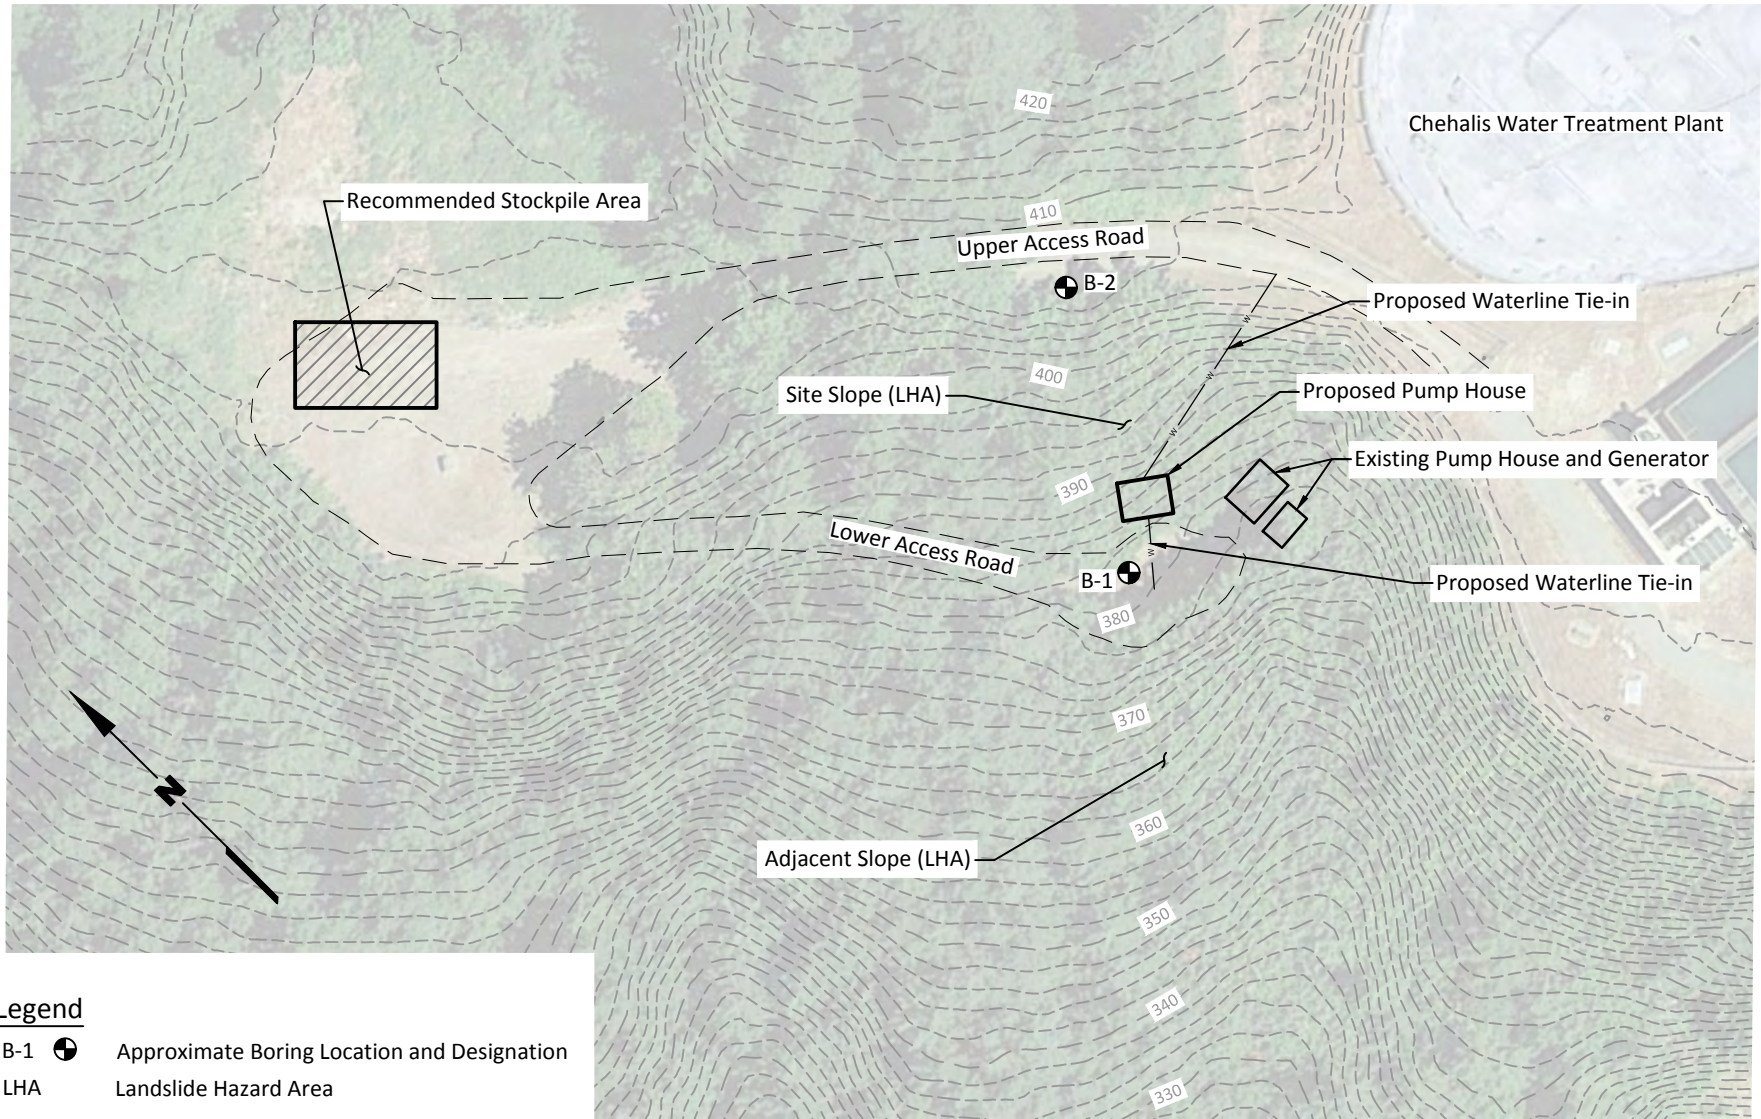 420
Chehalis Water Treatment Plant
Recommended Stockpile Area
410
Upper Access Road
B-2
Proposed Waterline Tie-in
W
W
W
400
Site Slope (LHA)
Proposed Pump House
Existing Pump House and Generator
390
Lower Access Road
W
B-1
Proposed Waterline Tie-in
380
370
N
360
Adjacent Slope (LHA)
350
340
330
Legend
B-1 Approximate Boring Location and Designation
LHA Landslide Hazard Area